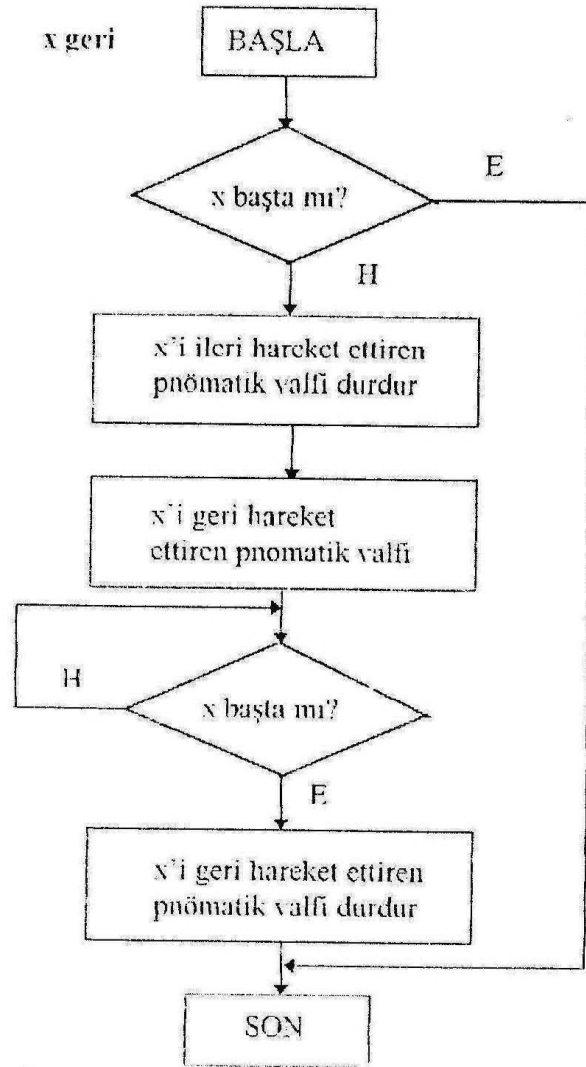 x geri
BAŞLA
x başta mı?
E
H
x'i ileri hareket ettiren
pnömatik valfi durdur
x'i geri hareket
ettiren pnomatik valfi
H
x başta mı?
E
x'i geri hareket ettiren
pnömatik valfi durdur
SON